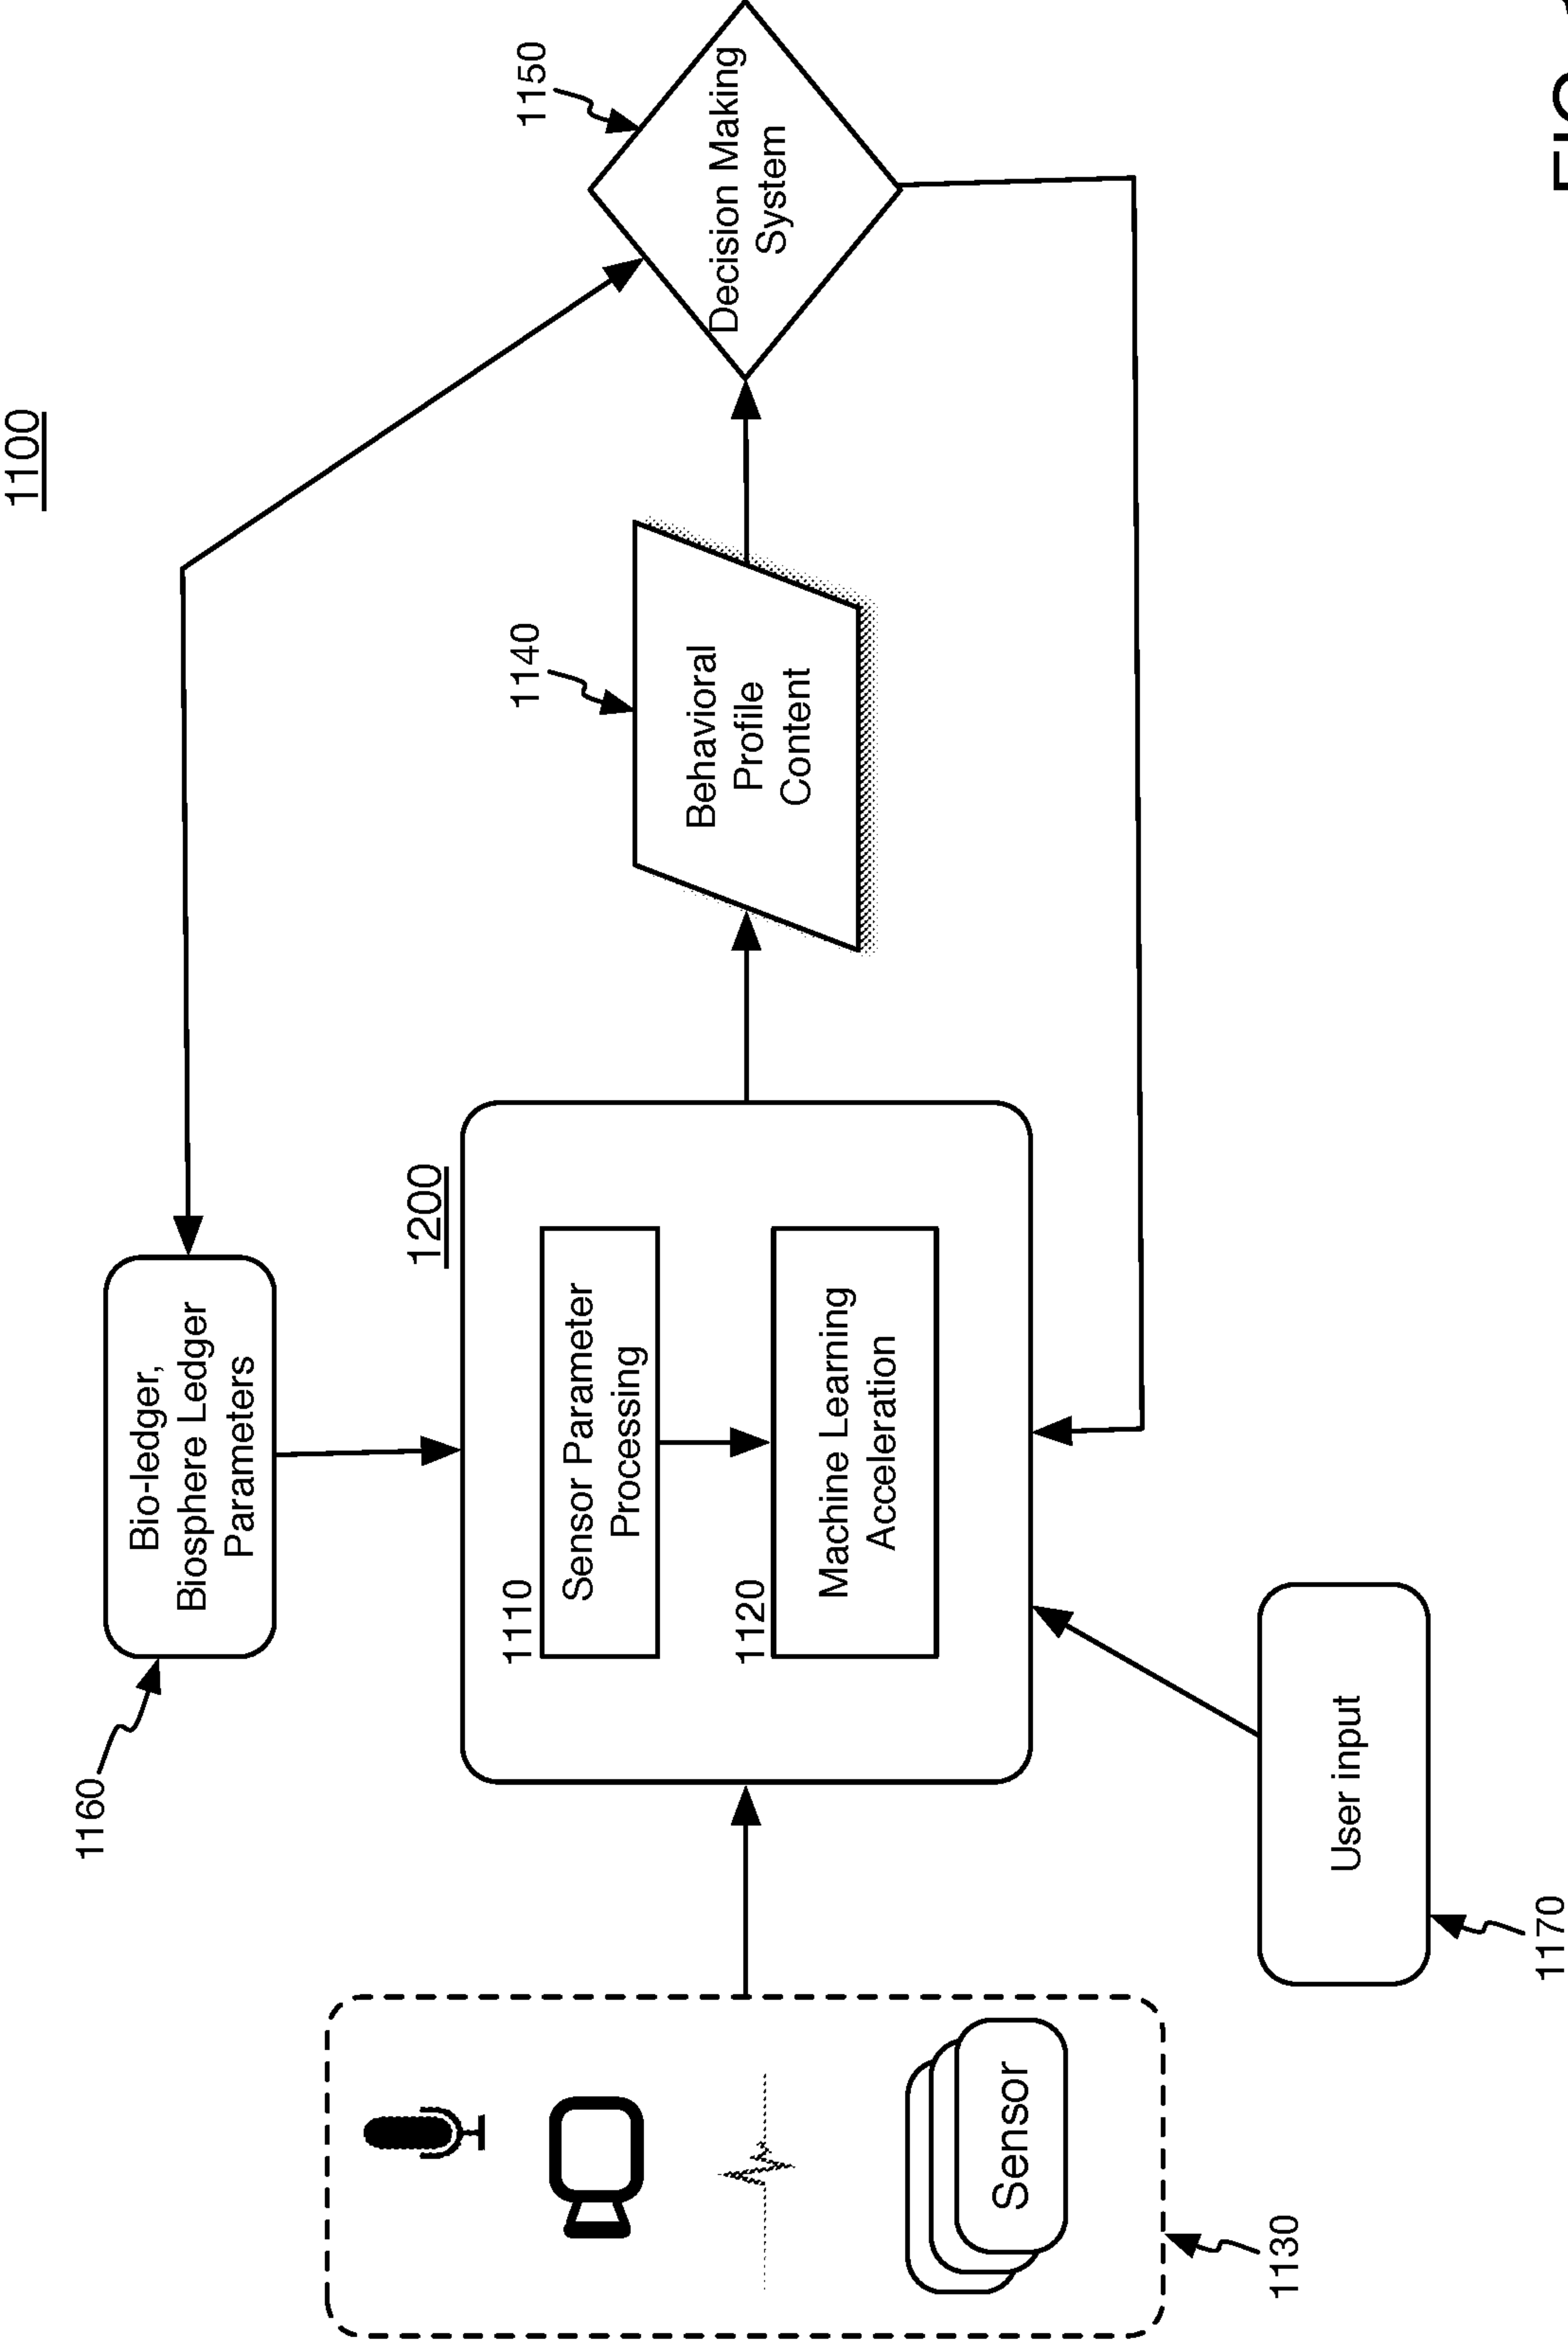 1100
1160
Bio-ledger,
Biosphere Ledger
Parameters
1200
1110
Sensor Parameter
Processing
1120
Machine Learning
Acceleration
Sensor
1130
User input
1170
1140
Behavioral
Profile
Content
1150
Decision Making
System